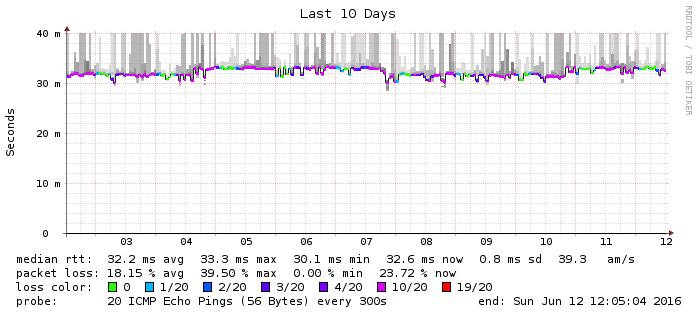 Last 10 Days
RRDTOOL / TOBI OETIKER
Seconds
40 m
30 m
20 m
10 m
0
03 04 05 06 07 08 09 10 11 12
median rtt: 32.2 ms avg 33.3 ms max 30.1 ms min 32.6 ms now 0.8 ms sd 39.3 am/s
packet loss: 18.15 % avg 39.50 % max 0.00 % min 23.72 % now
loss color: 0 1/20 2/20 3/20 4/20 10/20 19/20
probe: 20 ICMP Echo Pings (56 Bytes) every 300s end: Sun Jun 12 12:05:04 2016